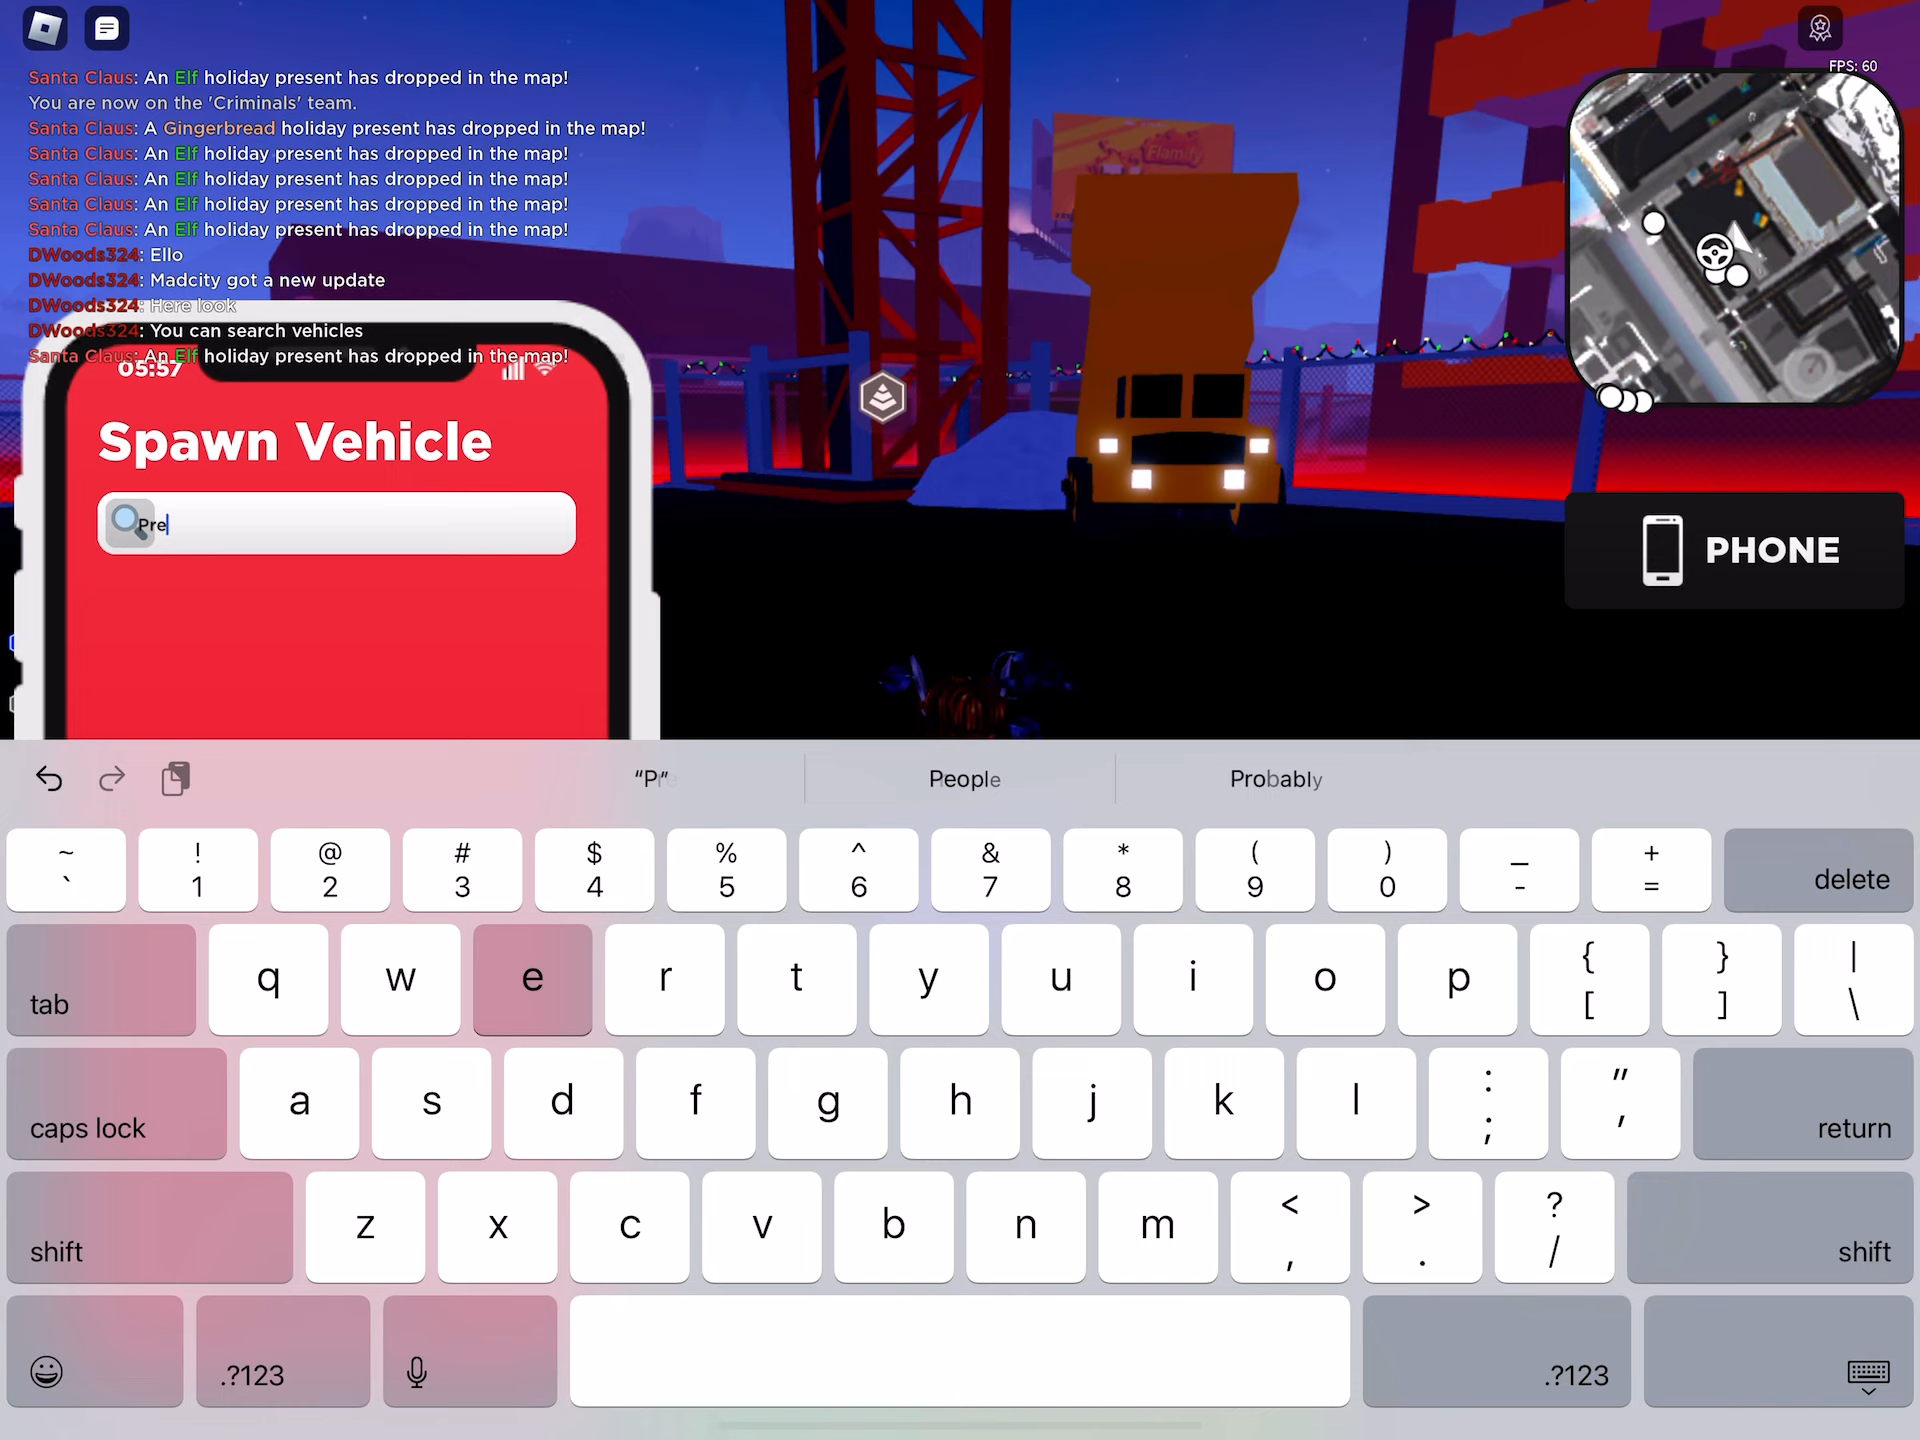 FPS: 60
Santa Claus: An Elf holiday present has dropped in the map!
You are now on the 'Criminals' team.
Santa Claus: A Gingerbread holiday present has dropped in the map!
Santa Claus: An Elf holiday present has dropped in the map!
Santa Claus: An Elf holiday present has dropped in the map!
Santa Claus: An Elf holiday present has dropped in the map!
Santa Claus: An Elf holiday present has dropped in the map!
DWoods324: Ello
DWoods324: Madcity got a new update
DWoods324: Here look
DWoods324: You can search vehicles
Santa Claus: An Elf holiday present has dropped in the map!
Flamify
05:57
Spawn Vehicle
Pre
PHONE
"Pre" People Probably
~ ! @ # $ % ^ & * ( ) _ +
` 1 2 3 4 5 6 7 8 9 0 - = delete
tab q w e r t y u i o p { [ } ] | \
caps lock a s d f g h j k l : ; " ' return
shift z x c v b n m < , > . ? / shift
.?123 .?123